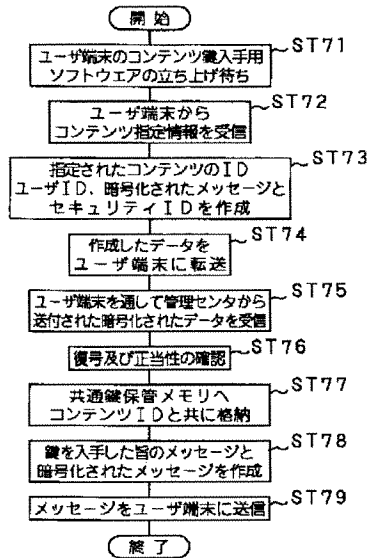 開始
ST71
ユーザ端末のコンテンツ鍵入手用
ソフトウェアの立ち上げ待ち
ST72
ユーザ端末から
コンテンツ指定情報を受信
ST73
指定されたコンテンツのID
ユーザID、暗号化されたメッセージと
セキュリティIDを作成
ST74
作成したデータを
ユーザ端末に転送
ST75
ユーザ端末を通して管理センタから
送付された暗号化されたデータを受信
ST76
復号及び正当性の確認
ST77
共通鍵保管メモリへ
コンテンツIDと共に格納
ST78
鍵を入手した旨のメッセージと
暗号化されたメッセージを作成
ST79
メッセージをユーザ端末に送信
終了